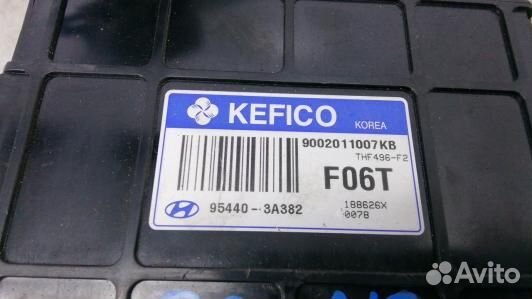 KEFICO KOREA
9002011007KB
THF496-F2
F06T
95440- 3A382
188626X
0078
Avito